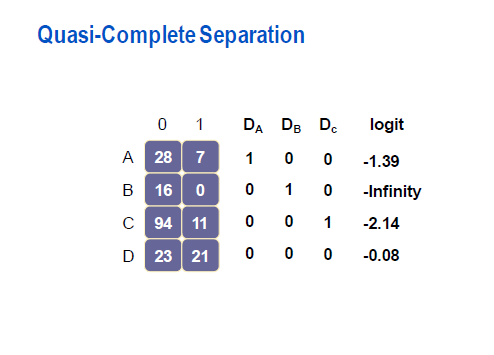 Quasi-Complete Separation
0 1 DA DB Dc logit
A 28 7 1 0 0 -1.39
B 16 0 0 1 0 -Infinity
C 94 11 0 0 1 -2.14
D 23 21 0 0 0 -0.08